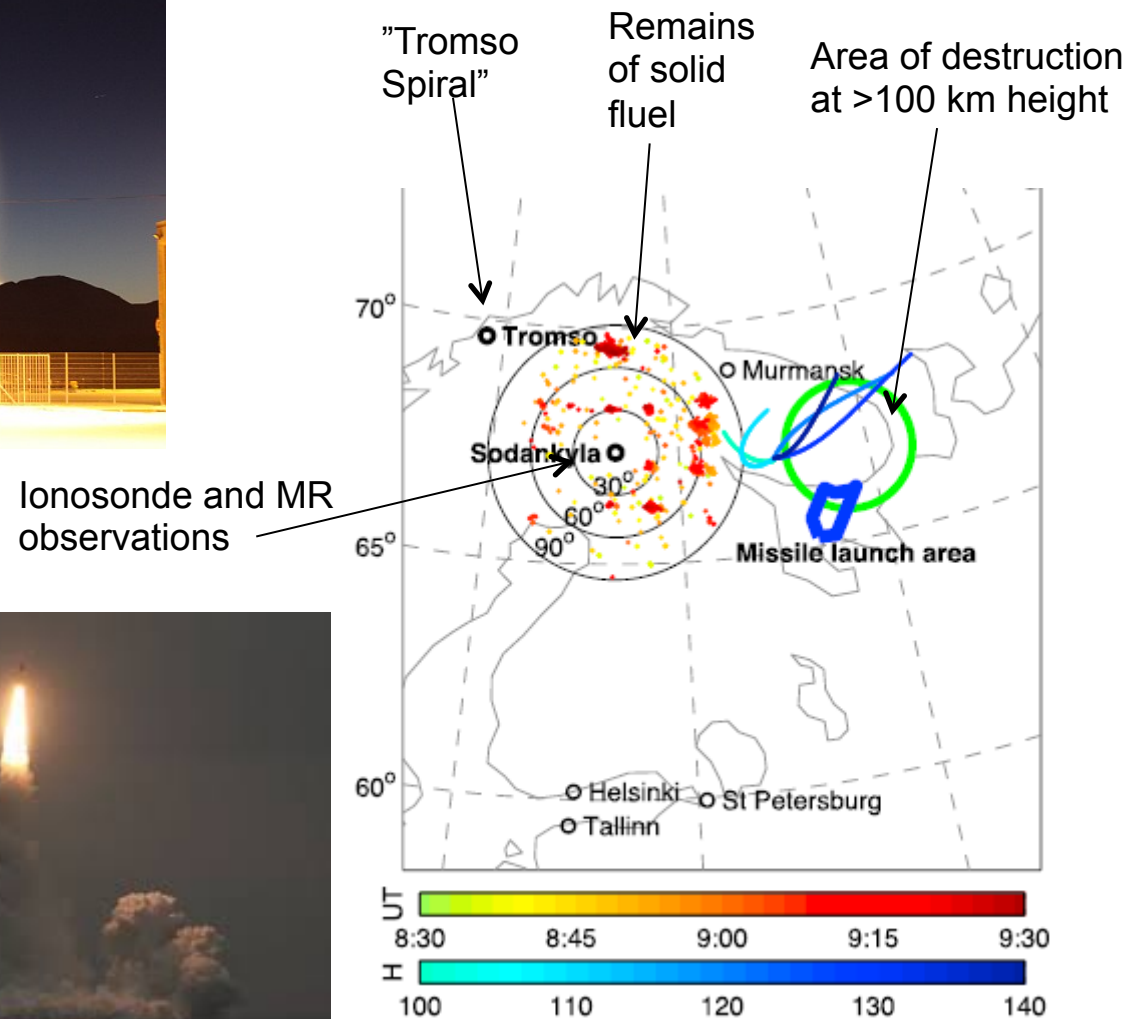 ”Tromso
Spiral”
Remains
of solid
fluel
Area of destruction
at >100 km height
70°
Tromso
Murmansk
Sodankyla
30°
60°
90°
Ionosonde and MR
observations
65°
Missile launch area
60°
Helsinki
St Petersburg
Tallinn
UT
8:30 8:45 9:00 9:15 9:30
H
100 110 120 130 140